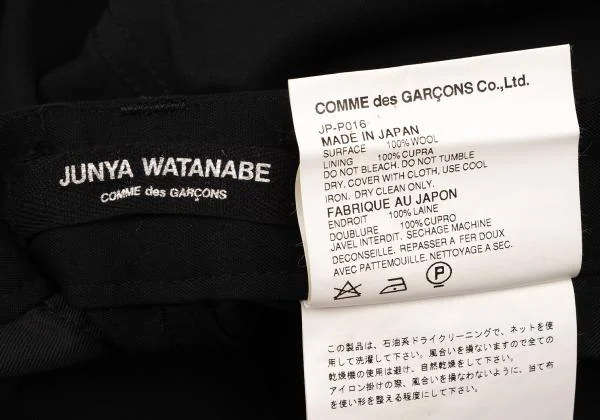 JUNYA WATANABE
COMME des GARÇONS
COMME des GARÇONS Co.,Ltd.
JP-P016
MADE IN JAPAN
SURFACE 100%WOOL
LINING 100%CUPRA
DO NOT BLEACH. DO NOT TUMBLE
DRY. COVER WITH CLOTH, USE COOL
IRON. DRY CLEAN ONLY.
FABRIQUE AU JAPON
ENDROIT 100%LAINE
DOUBLURE 100%CUPRO
JAVEL INTERDIT. SECHAGE MACHINE
DECONSEILLE. REPASSER A FER DOUX
AVEC PATTEMOUILLE. NETTOYAGE A SEC.
P
この製品は、石油系ドライクリーニングで、ネットを使
用して洗濯して下さい。風合いを損ないますので全ての
乾燥機の使用は避け、自然乾燥をして下さい。
アイロン掛けの際、風合いを損わないように、当て布
を使い形を整える程度にして下さい。